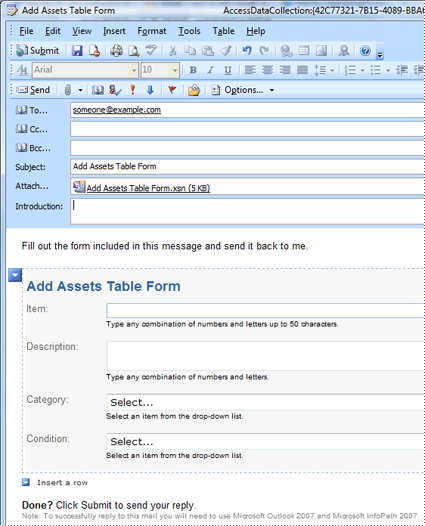 Add Assets Table Form AccessDataCollection:{42C77321-7B15-4089-BBA6
File Edit View Insert Format Tools Table Help
Submit
Arial 10 B I U
Send Options...
To... someone@example.com
Cc...
Bcc...
Subject: Add Assets Table Form
Attach... Add Assets Table Form.xsn (5 KB)
Introduction:
Fill out the form included in this message and send it back to me.
Add Assets Table Form
Item:
Type any combination of numbers and letters up to 50 characters.
Description:
Type any combination of numbers and letters.
Category: Select...
Select an item from the drop-down list.
Condition: Select...
Select an item from the drop-down list.
Insert a row
Done? Click Submit to send your reply.
Note: To successfully reply to this mail you will need to use Microsoft Outlook 2007 and Microsoft InfoPath 2007.